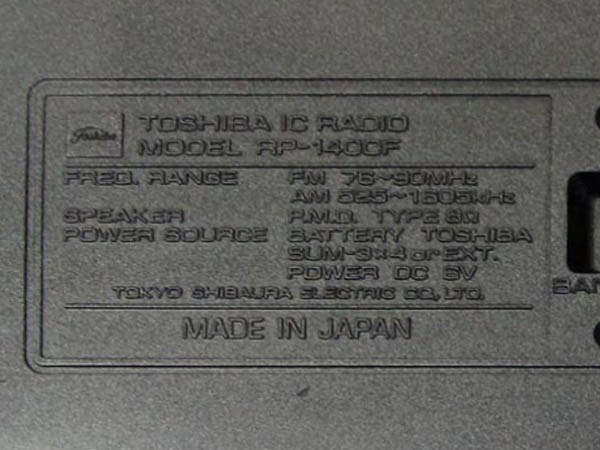 Toshiba
TOSHIBA IC RADIO
MODEL RP-1400F
FREQ. RANGE FM 76~90MHz
AM 525~1605kHz
SPEAKER P.M.D. TYPE 8Ω
POWER SOURCE BATTERY TOSHIBA
SUM-3×4 or EXT.
POWER DC 6V
TOKYO SHIBAURA ELECTRIC CO., LTD.
MADE IN JAPAN
BAN